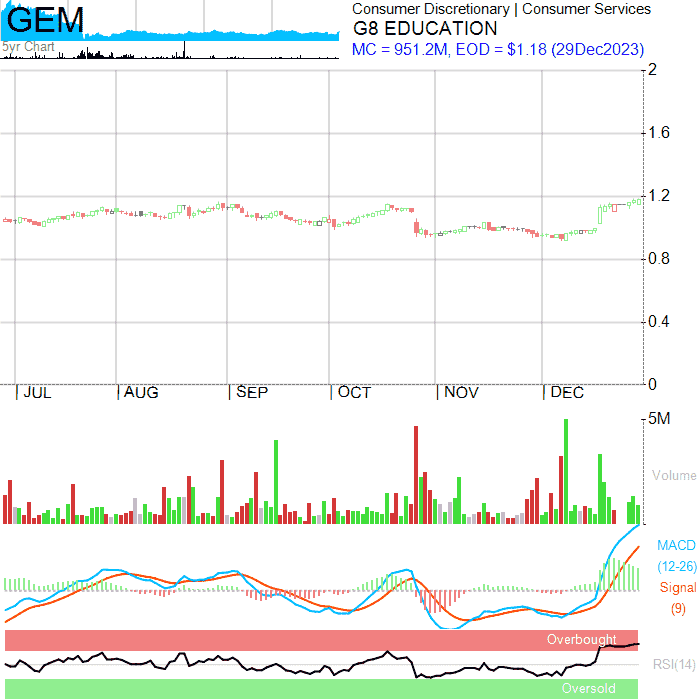 GEM
5yr Chart
Consumer Discretionary | Consumer Services
G8 EDUCATION
MC = 951.2M, EOD = $1.18 (29Dec2023)
2
1.6
1.2
0.8
0.4
0
JUL AUG SEP OCT NOV DEC
5M
Volume
MACD
(12-26)
Signal
(9)
Overbought
RSI(14)
Oversold